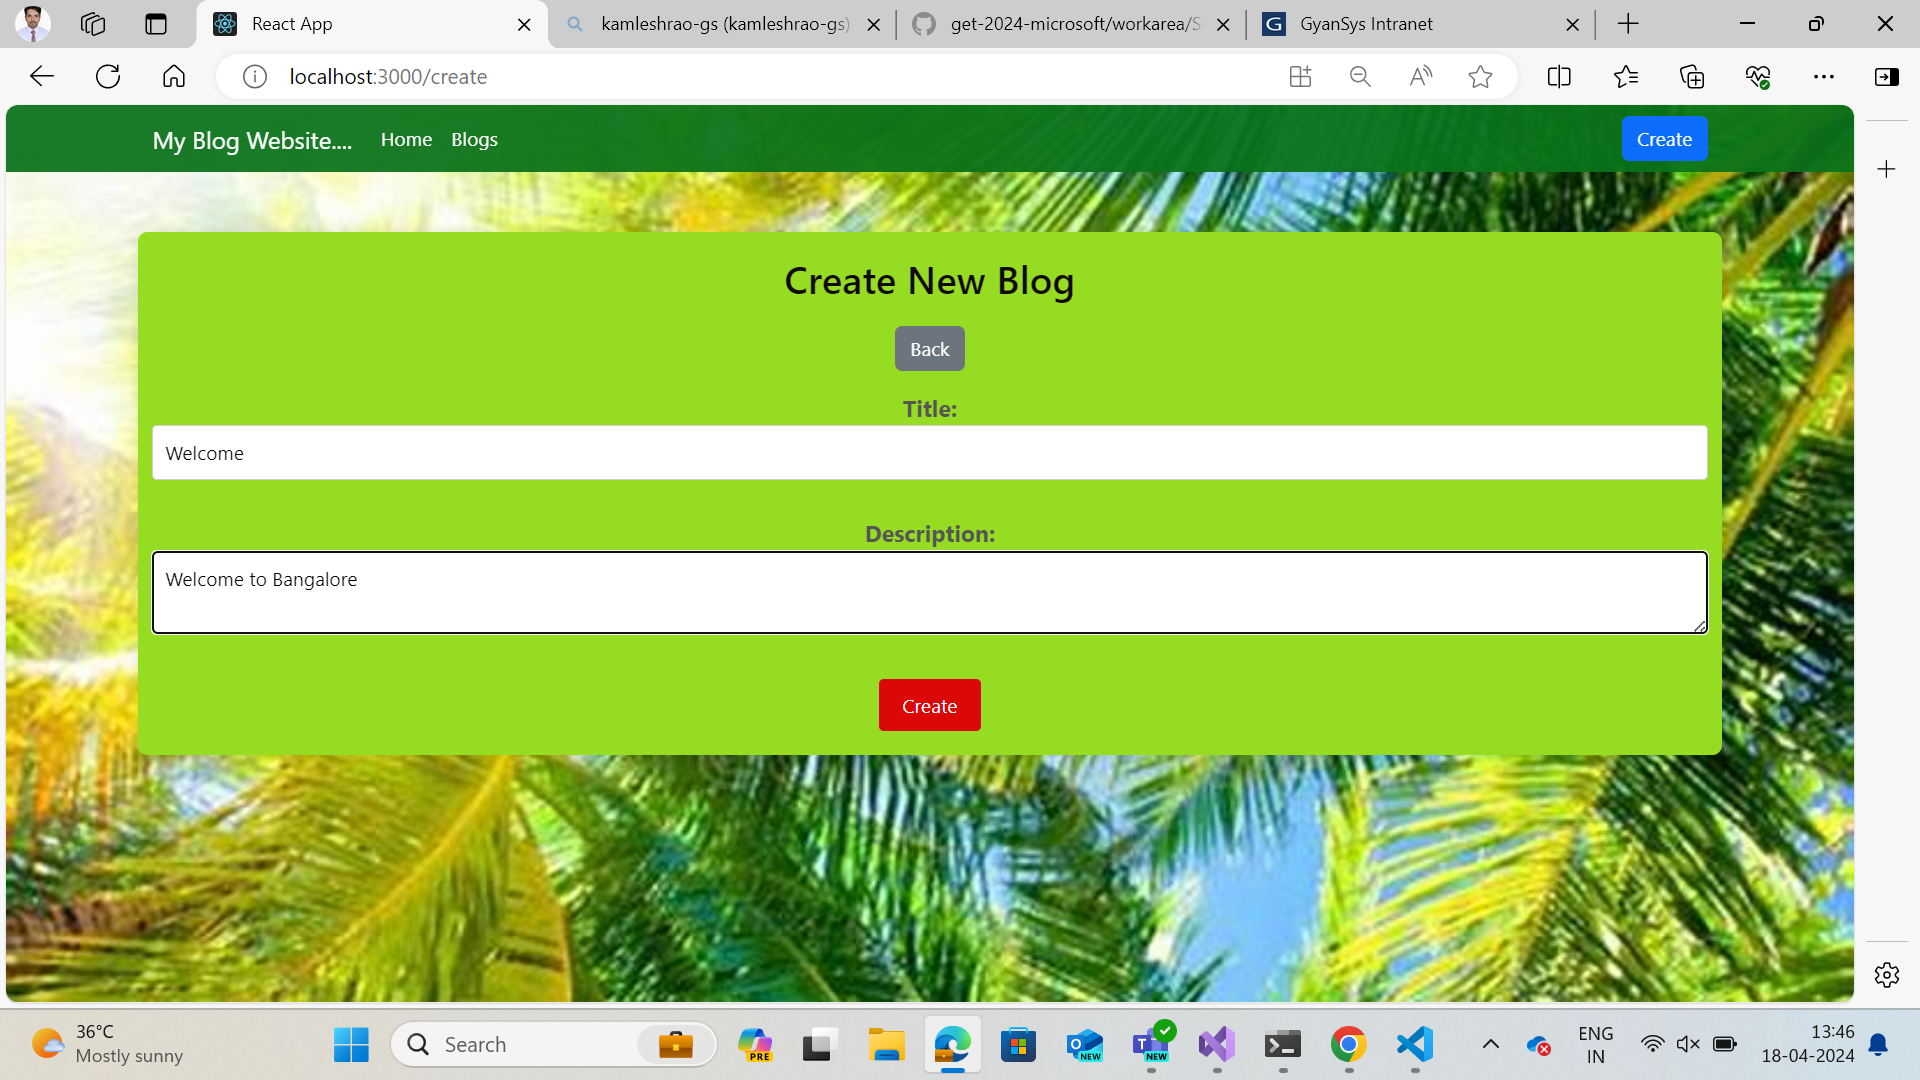 React App
kamleshrao-gs (kamleshrao-gs)
get-2024-microsoft/workarea/S
G GyanSys Intranet
localhost:3000/create
My Blog Website....
Home
Blogs
Create
Create New Blog
Back
Title:
Welcome
Description:
Welcome to Bangalore
Create
36°C
Mostly sunny
Search
PRE
NEW
NEW
ENG
IN
13:46
18-04-2024